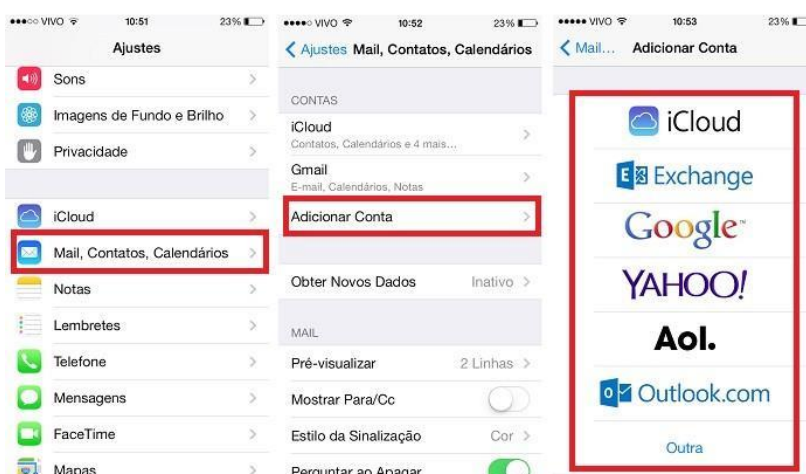 VIVO 10:51 23%
Ajustes
Sons
Imagens de Fundo e Brilho
Privacidade
iCloud
Mail, Contatos, Calendários
Notas
Lembretes
Telefone
Mensagens
FaceTime
Mapas
VIVO 10:52 23%
Ajustes Mail, Contatos, Calendários
CONTAS
iCloud
Contatos, Calendários e 4 mais...
Gmail
E-mail, Calendários, Notas
Adicionar Conta
Obter Novos Dados Inativo
MAIL
Pré-visualizar 2 Linhas
Mostrar Para/Cc
Estilo da Sinalização Cor
Perguntar ao Apagar
VIVO 10:53 23%
Mail... Adicionar Conta
iCloud
Exchange
Google™
YAHOO!
Aol.
Outlook.com
Outra